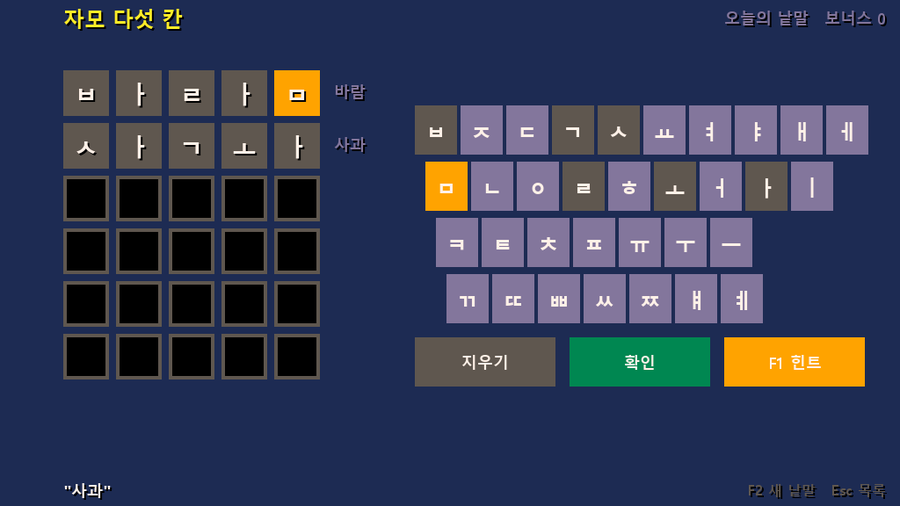 자모 다섯 칸
오늘의 낱말 보너스 0
ㅂ ㅏ ㄹ ㅏ ㅁ 바람
ㅅ ㅏ ㄱ ㅗ ㅏ 사과
ㅂ ㅈ ㄷ ㄱ ㅅ ㅛ ㅕ ㅑ ㅐ ㅔ
ㅁ ㄴ ㅇ ㄹ ㅎ ㅗ ㅓ ㅏ ㅣ
ㅋ ㅌ ㅊ ㅍ ㅠ ㅜ ㅡ
ㄲ ㄸ ㅃ ㅆ ㅉ ㅒ ㅖ
지우기 확인 F1 힌트
"사과"
F2 새 낱말 Esc 목록